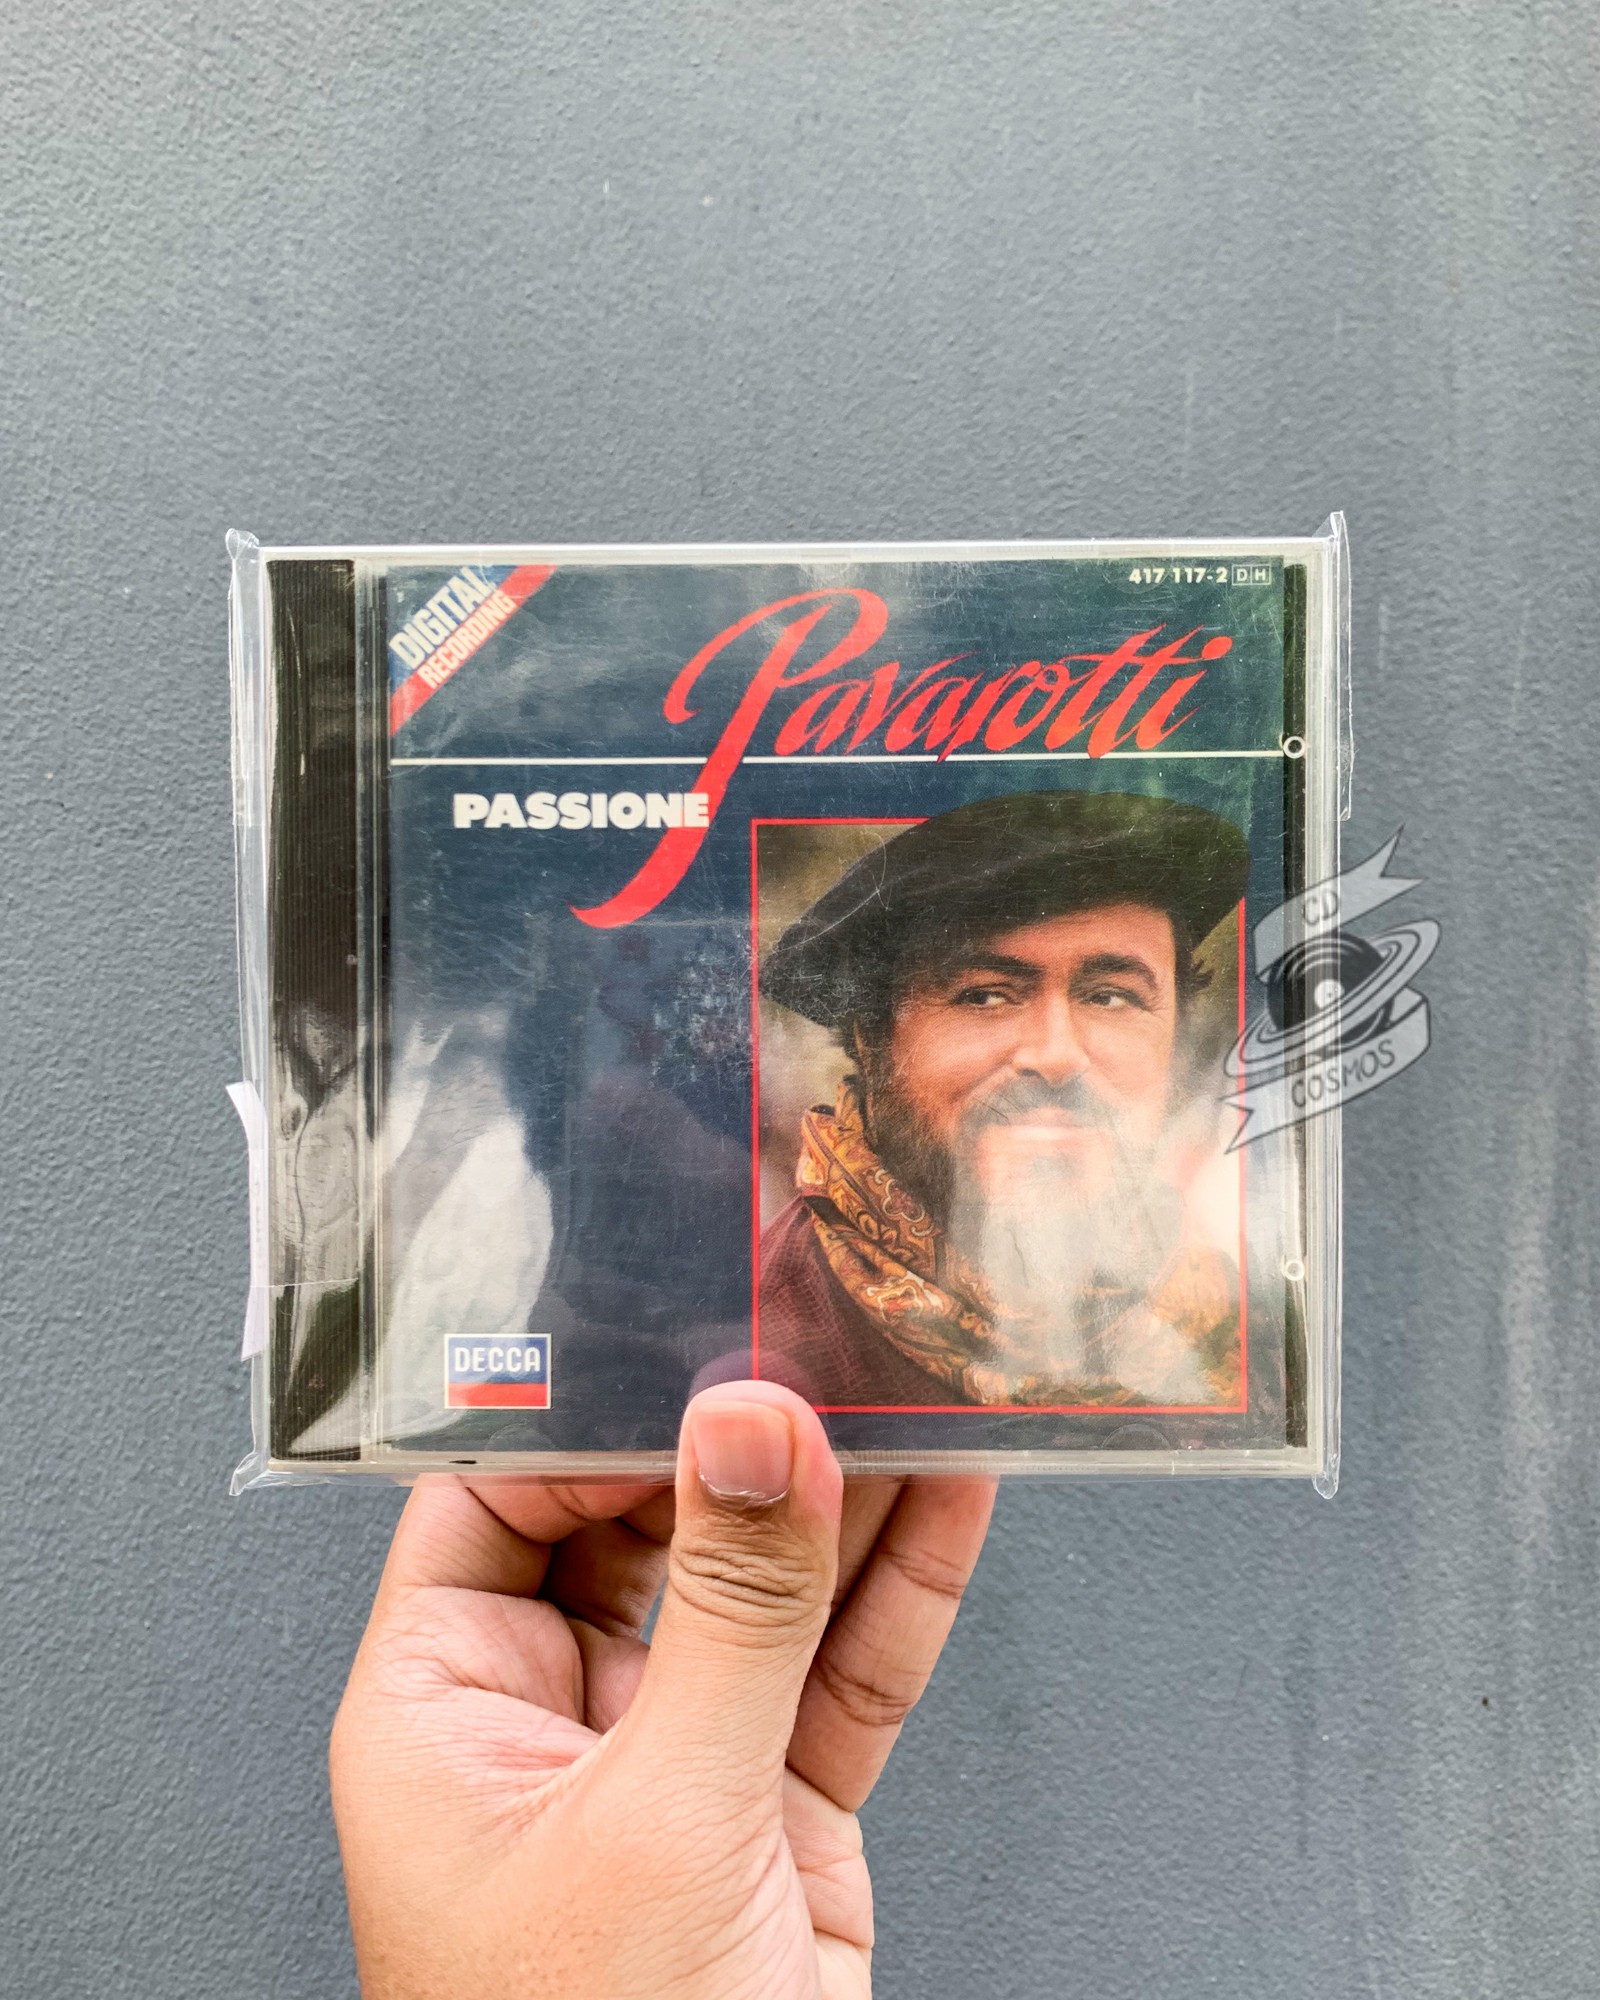 DIGITAL
RECORDING
417 117-2 DH
Pavarotti
PASSIONE
CD
COSMOS
DECCA